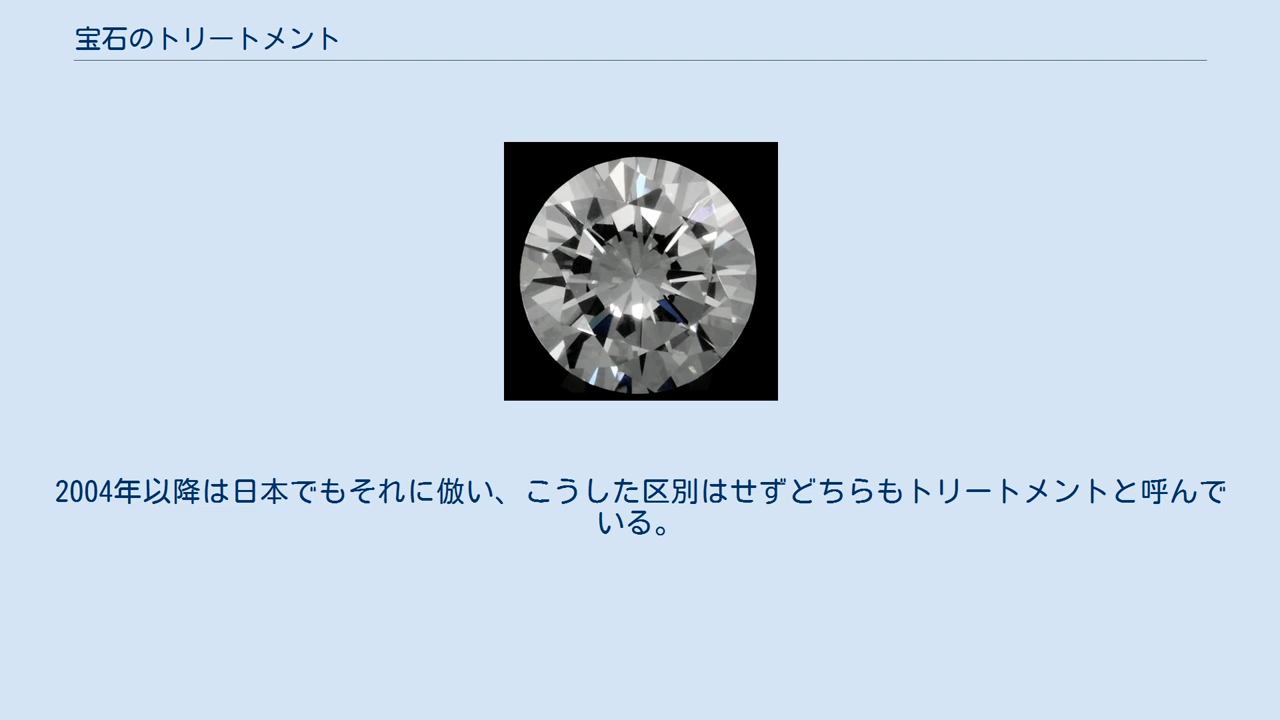 宝石のトリートメント
2004年以降は日本でもそれに倣い、こうした区別はせずどちらもトリートメントと呼んで
いる。